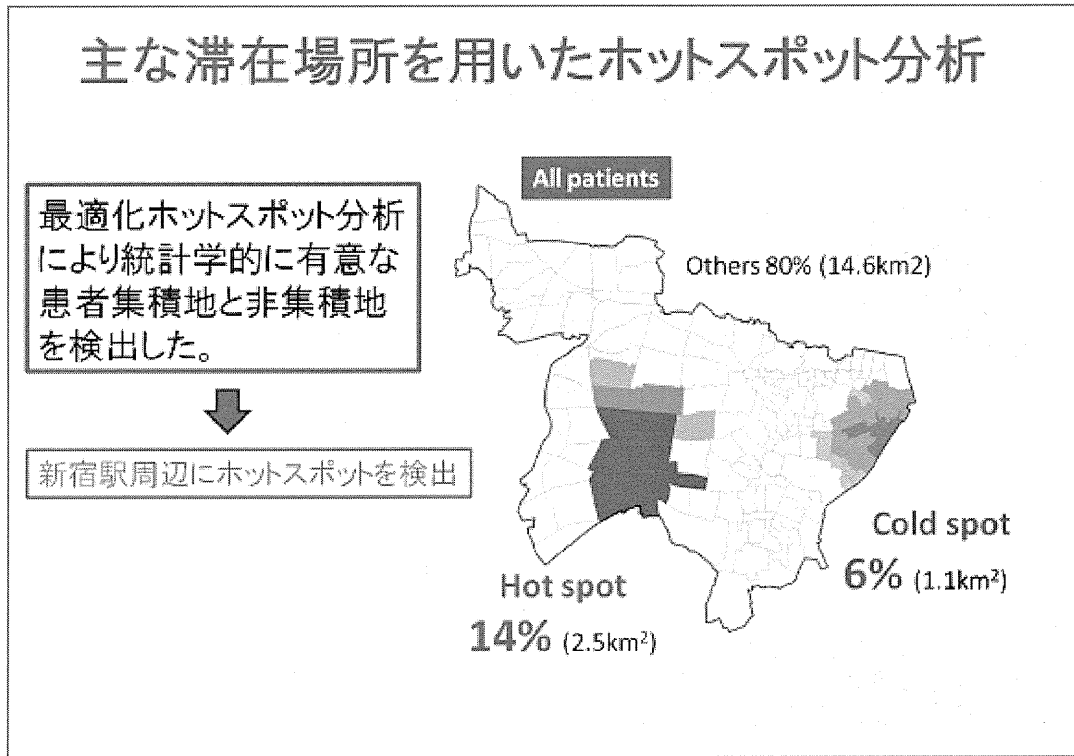 主な滞在場所を用いたホットスポット分析
最適化ホットスポット分析
により統計学的に有意な
患者集積地と非集積地
を検出した。
新宿駅周辺にホットスポットを検出
All patients
Others 80% (14.6km2)
Cold spot
6% (1.1km²)
Hot spot
14% (2.5km²)